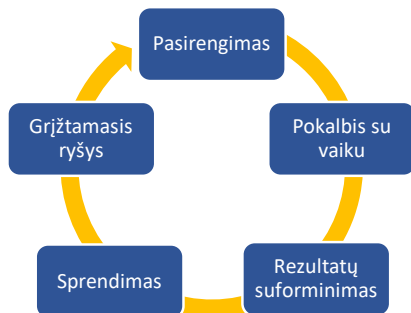 Pasirengimas
Pokalbis su
vaiku
Rezultatų
suforminimas
Sprendimas
Grįžtamasis
ryšys